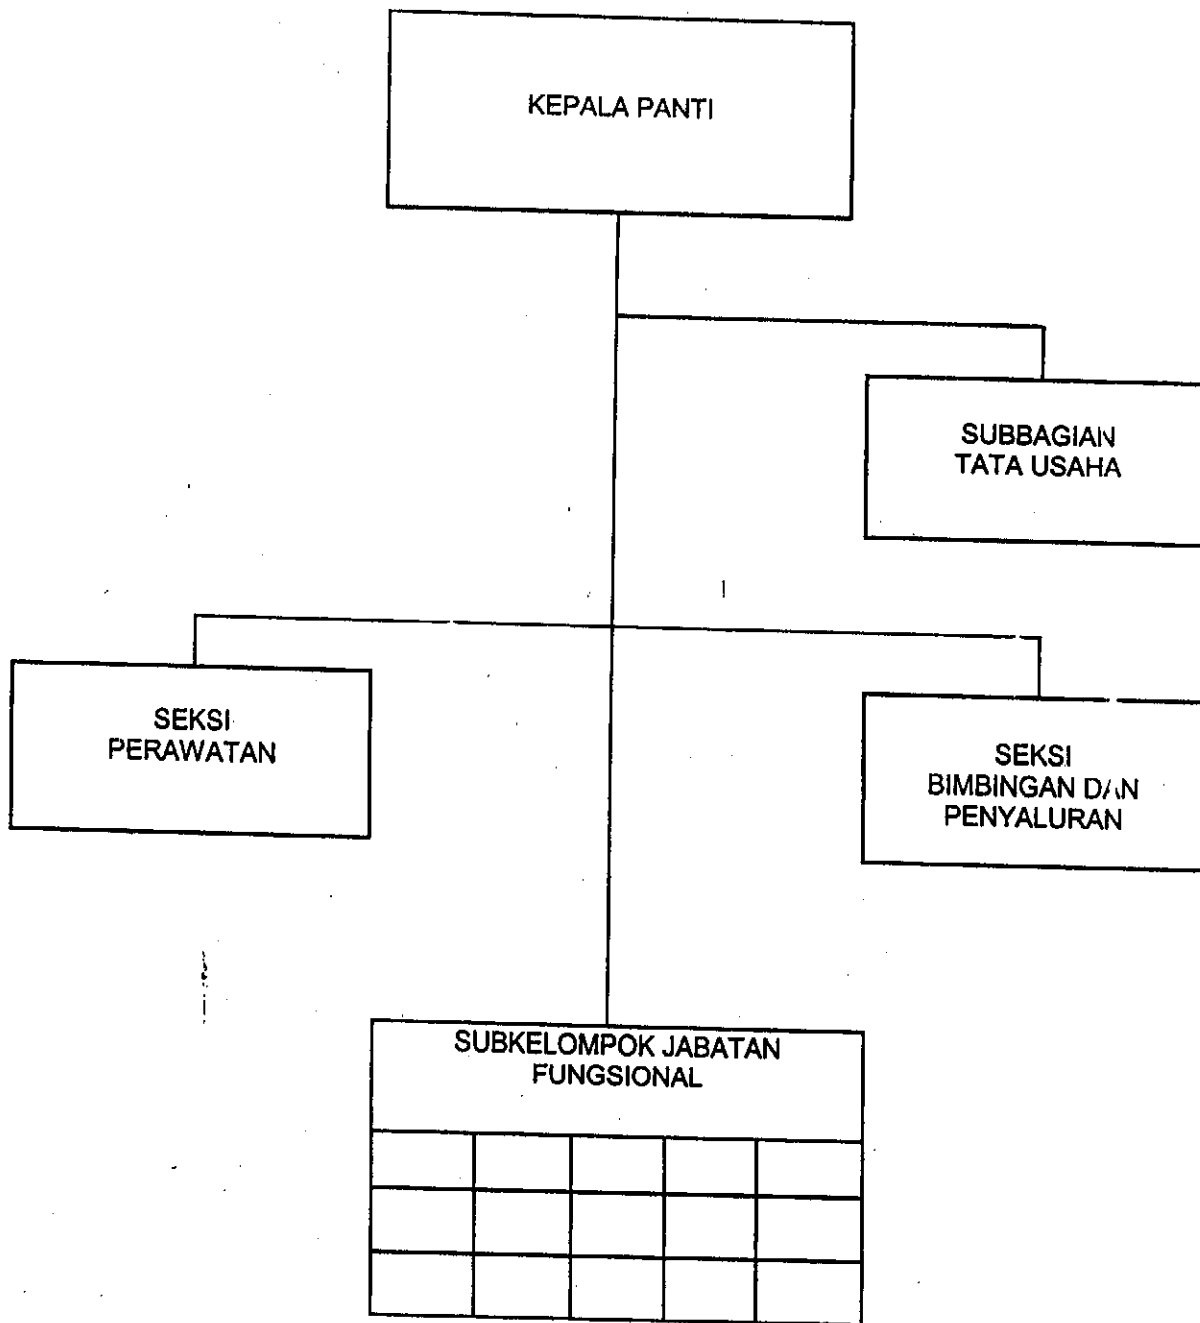 KEPALA PANTI
SUBBAGIAN
TATA USAHA
SEKSI
PERAWATAN
SEKSI
BIMBINGAN DAN
PENYALURAN
SUBKELOMPOK JABATAN
FUNGSIONAL